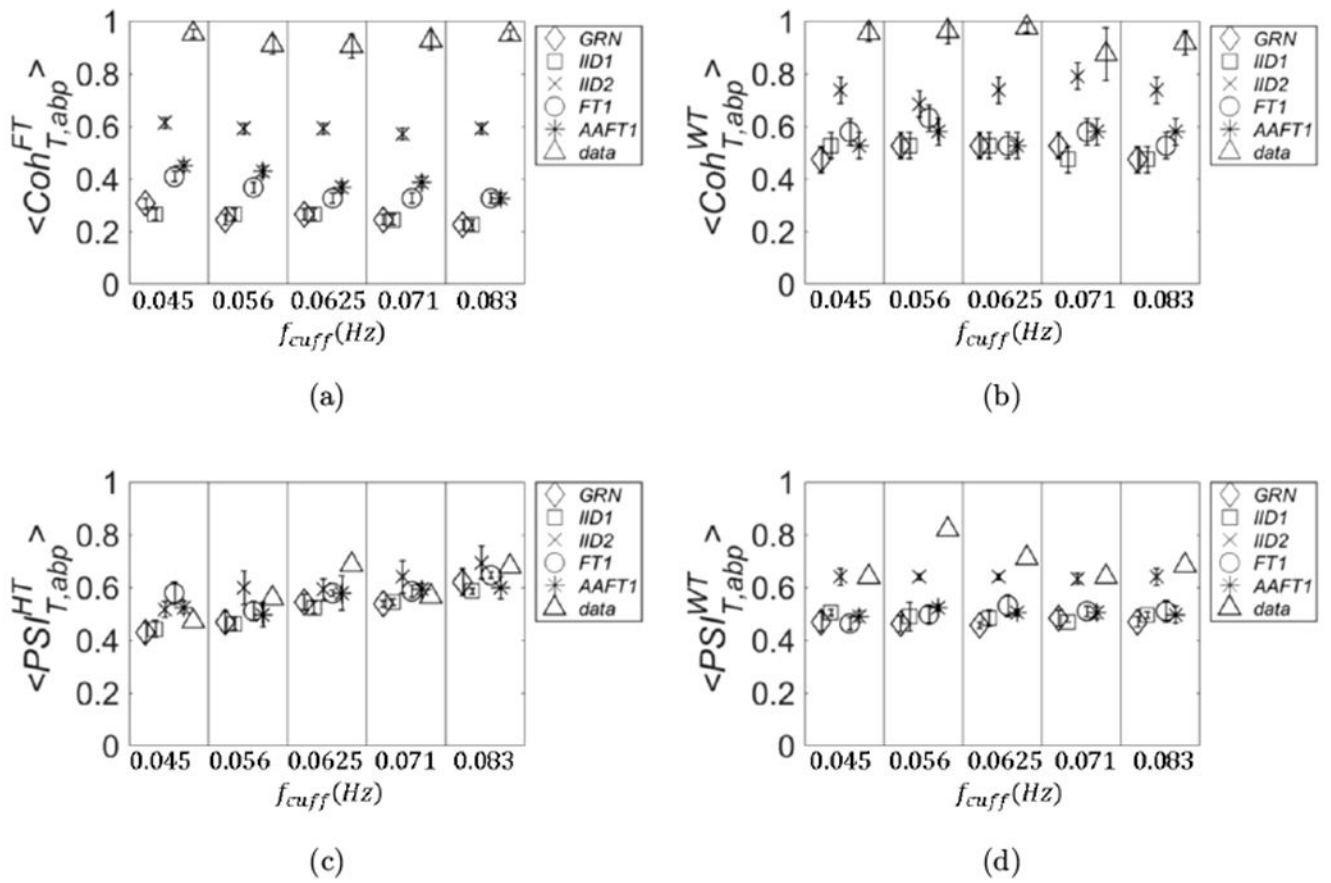 <Coh^FT_T,abp>
1
0.8
0.6
0.4
0.2
0
0.045 0.056 0.0625 0.071 0.083
f_cuff(Hz)
GRN
IID1
IID2
FT1
AAFT1
data
(a)
<Coh^WT_T,abp>
1
0.8
0.6
0.4
0.2
0
0.045 0.056 0.0625 0.071 0.083
f_cuff(Hz)
GRN
IID1
IID2
FT1
AAFT1
data
(b)
<PSI^HT_T,abp>
1
0.8
0.6
0.4
0.2
0
0.045 0.056 0.0625 0.071 0.083
f_cuff(Hz)
GRN
IID1
IID2
FT1
AAFT1
data
(c)
<PSI^WT_T,abp>
1
0.8
0.6
0.4
0.2
0
0.045 0.056 0.0625 0.071 0.083
f_cuff(Hz)
GRN
IID1
IID2
FT1
AAFT1
data
(d)